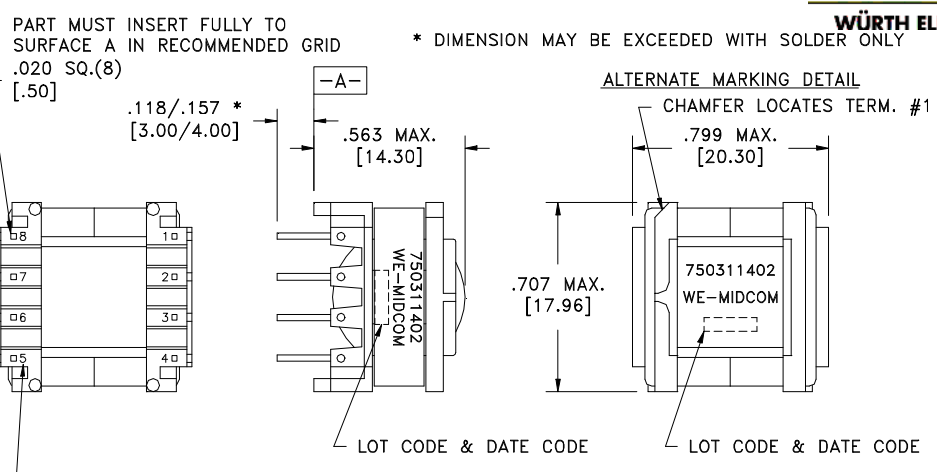 PART MUST INSERT FULLY TO
SURFACE A IN RECOMMENDED GRID
.020 SQ.(8)
[.50]
WÜRTH EL
* DIMENSION MAY BE EXCEEDED WITH SOLDER ONLY
-A-
.118/.157 *
[3.00/4.00]
.563 MAX.
[14.30]
ALTERNATE MARKING DETAIL
CHAMFER LOCATES TERM. #1
.799 MAX.
[20.30]
8
1
7
2
6
3
5
4
750311402
WE-MIDCOM
.707 MAX.
[17.96]
750311402
WE-MIDCOM
LOT CODE & DATE CODE
LOT CODE & DATE CODE